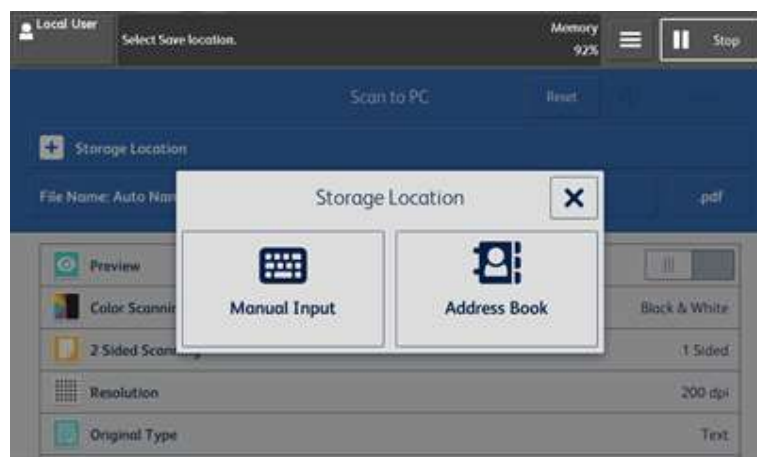 Local User
Select Save location.
Memory
92%
Stop
Scan to PC
Reset
Storage Location
File Name: Auto Nam
.pdf
Storage Location
Manual Input
Address Book
Preview
Color Scannin
Black & White
2 Sided Scanning
1 Sided
Resolution
200 dpi
Original Type
Text